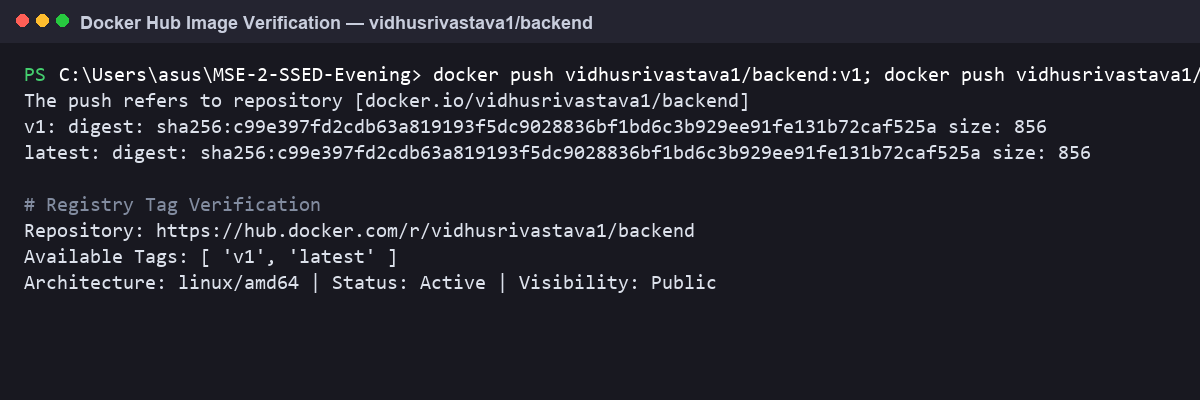 Docker Hub Image Verification — vidhusrivastava1/backend
PS C:\Users\asus\MSE-2-SSED-Evening> docker push vidhusrivastava1/backend:v1; docker push vidhusrivastava1/
The push refers to repository [docker.io/vidhusrivastava1/backend]
v1: digest: sha256:c99e397fd2cdb63a819193f5dc9028836bf1bd6c3b929ee91fe131b72caf525a size: 856
latest: digest: sha256:c99e397fd2cdb63a819193f5dc9028836bf1bd6c3b929ee91fe131b72caf525a size: 856
# Registry Tag Verification
Repository: https://hub.docker.com/r/vidhusrivastava1/backend
Available Tags: [ 'v1', 'latest' ]
Architecture: linux/amd64 | Status: Active | Visibility: Public